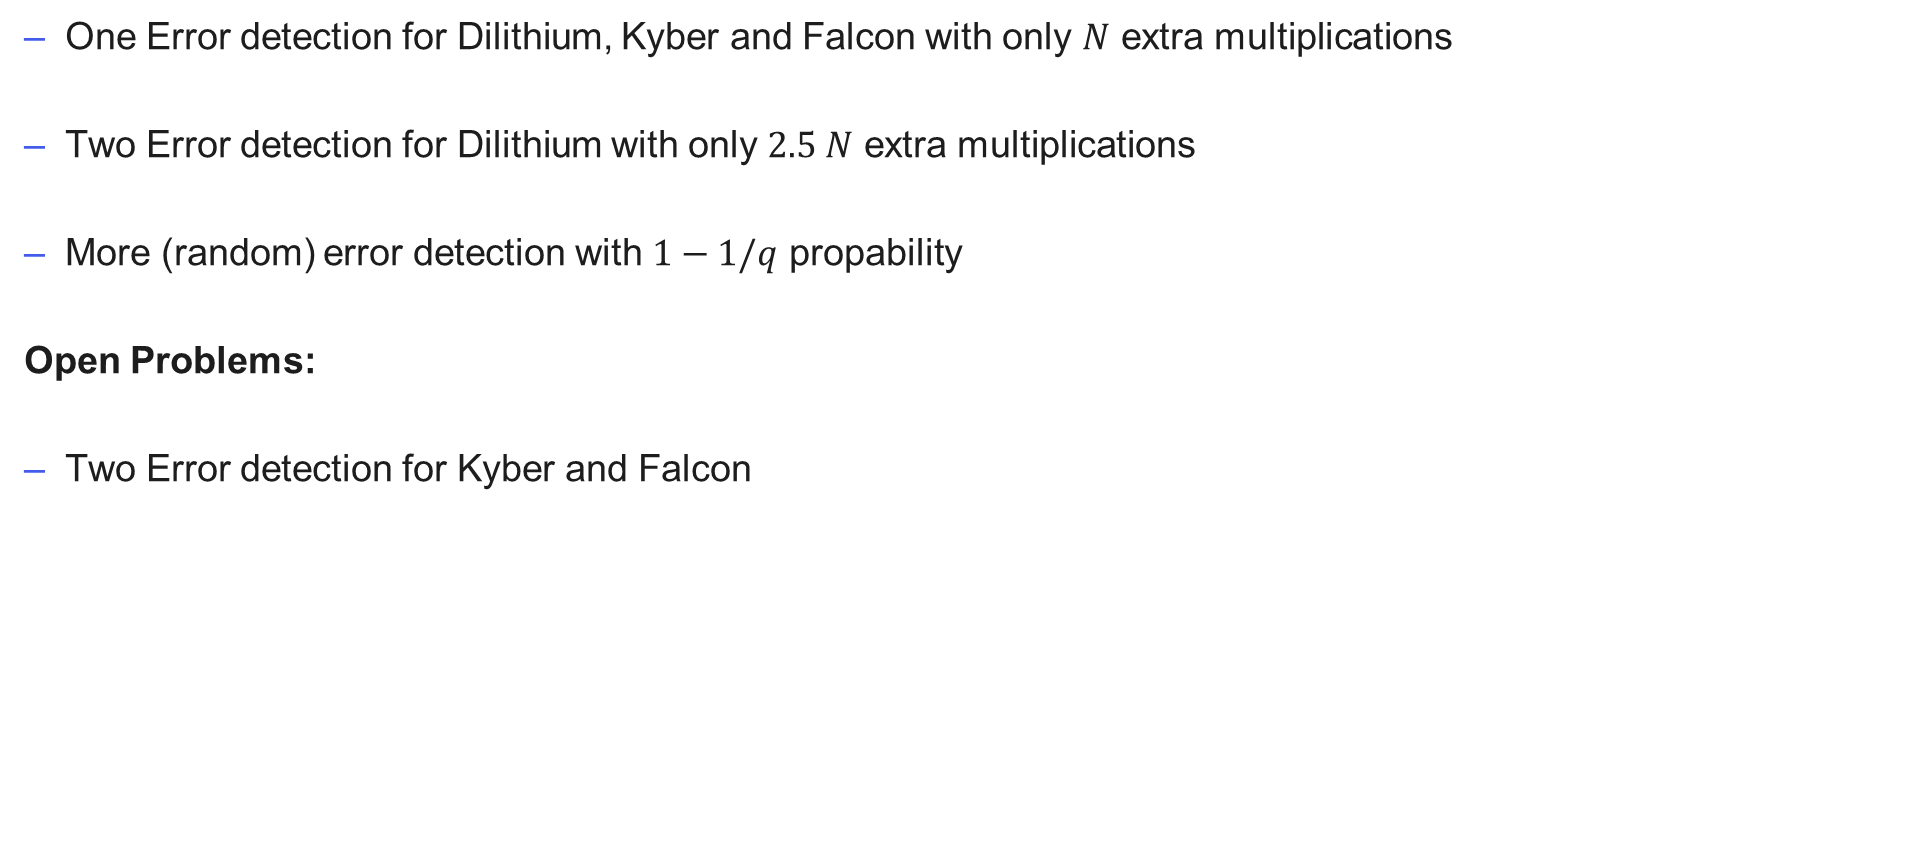 – One Error detection for Dilithium, Kyber and Falcon with only N extra multiplications
– Two Error detection for Dilithium with only 2.5 N extra multiplications
– More (random) error detection with 1 − 1/q propability
Open Problems:
– Two Error detection for Kyber and Falcon